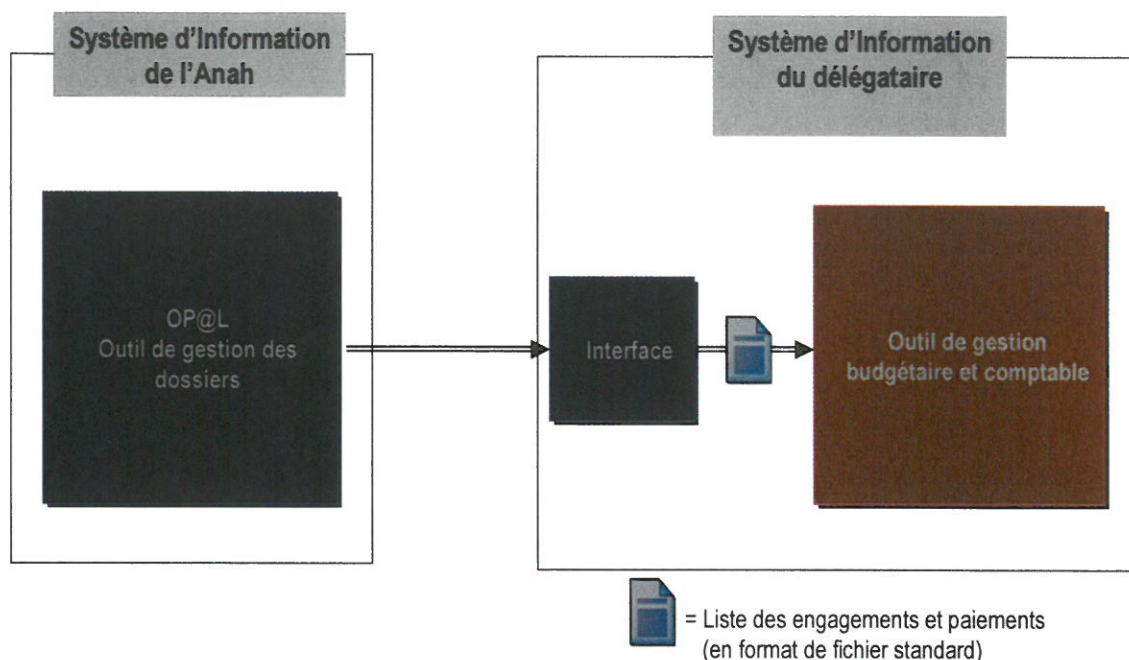 Système d'Information
de l'Anah
Système d'Information
du délégataire
OP@L
Outil de gestion des
dossiers
Interface
Outil de gestion
budgétaire et comptable
= Liste des engagements et paiements
(en format de fichier standard)